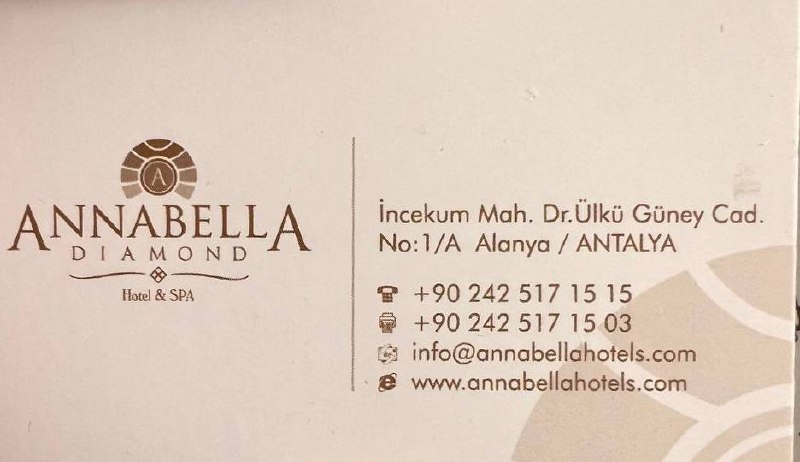 A
ANNABELLA
DIAMOND
Hotel & SPA
İncekum Mah. Dr.Ülkü Güney Cad.
No:1/A Alanya / ANTALYA
+90 242 517 15 15
+90 242 517 15 03
info@annabellahotels.com
www.annabellahotels.com